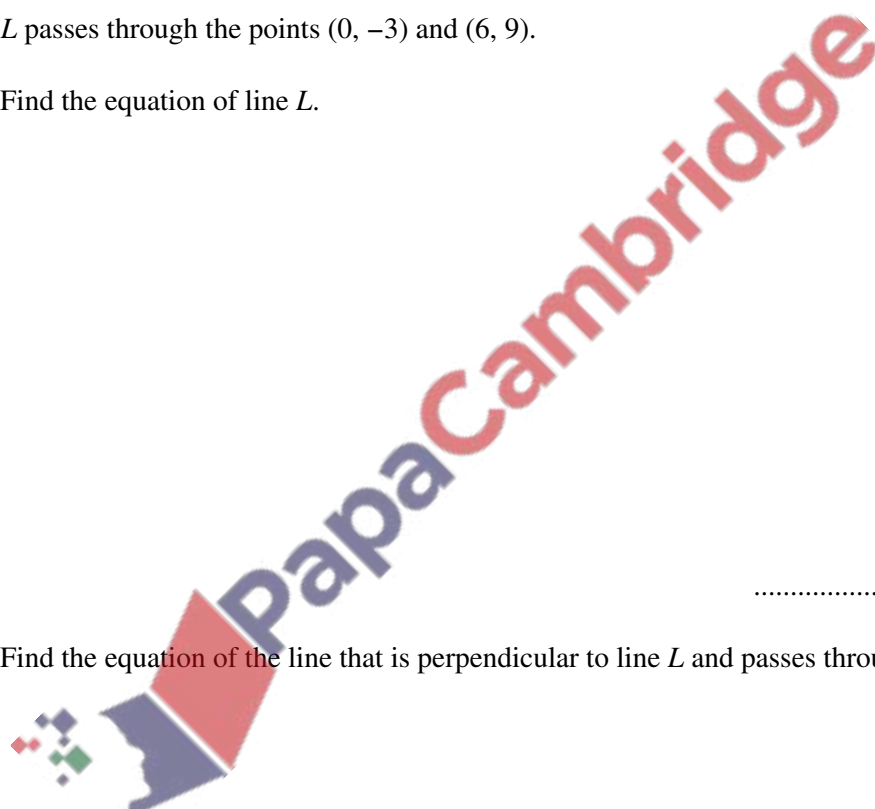 L passes through the points (0, −3) and (6, 9).
Find the equation of line L.
PapaCambridge
....................
Find the equation of the line that is perpendicular to line L and passes